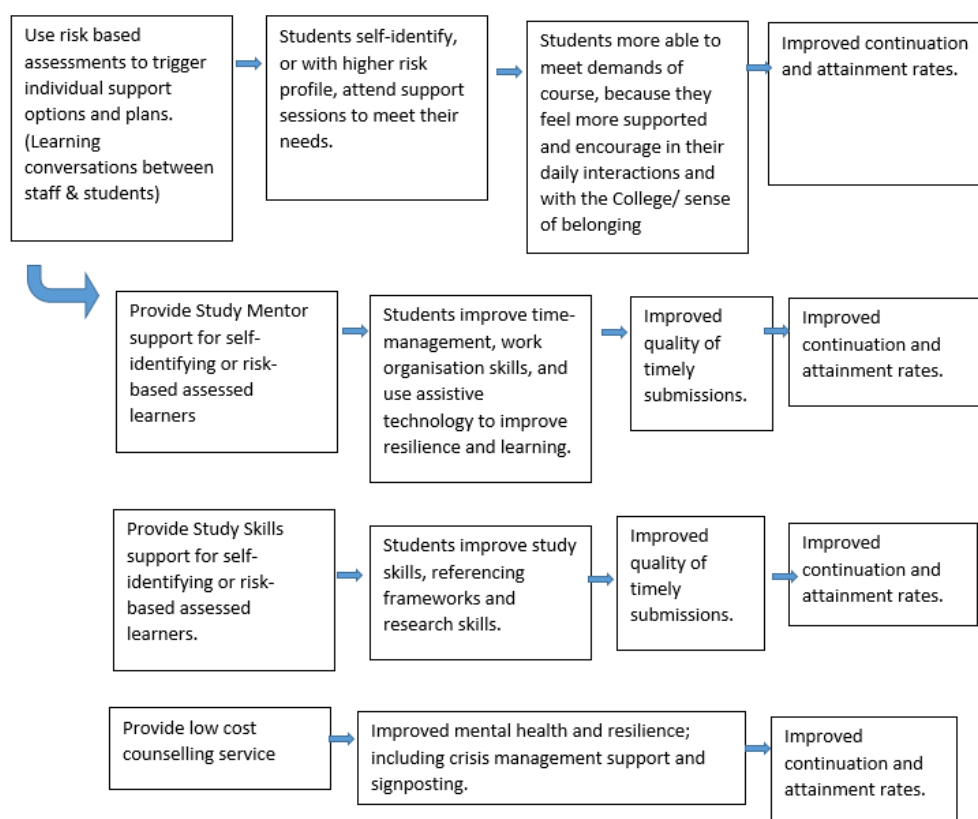 Use risk based
assessments to trigger
individual support
options and plans.
(Learning
conversations between
staff & students)
Students self-identify,
or with higher risk
profile, attend support
sessions to meet their
needs.
Students more able to
meet demands of
course, because they
feel more supported
and encourage in their
daily interactions and
with the College/ sense
of belonging
Improved continuation
and attainment rates.
Provide Study Mentor
support for self-
identifying or risk-
based assessed
learners
Students improve time-
management, work
organisation skills, and
use assistive
technology to improve
resilience and learning.
Improved
quality of
timely
submissions.
Improved
continuation and
attainment rates.
Provide Study Skills
support for self-
identifying or risk-
based assessed
learners.
Students improve study
skills, referencing
frameworks and
research skills.
Improved
quality of
timely
submissions.
Improved
continuation and
attainment rates.
Provide low cost
counselling service
Improved mental health and resilience;
including crisis management support and
signposting.
Improved
continuation and
attainment rates.